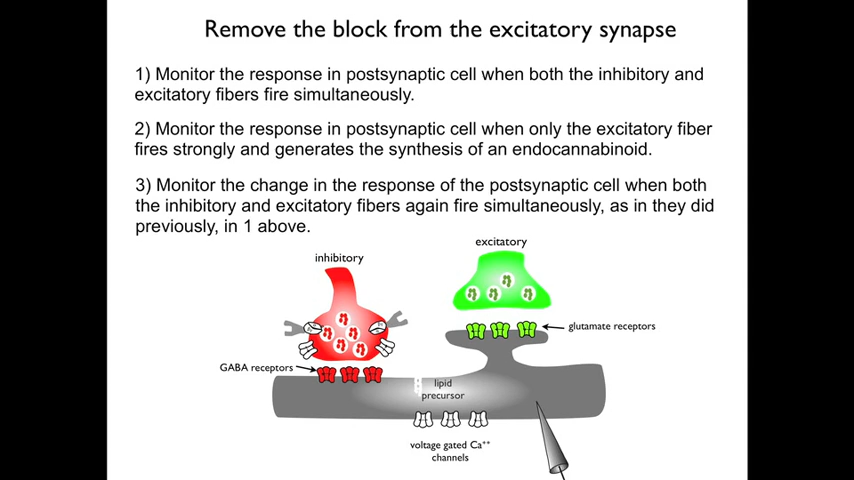 Remove the block from the excitatory synapse
1) Monitor the response in postsynaptic cell when both the inhibitory and
excitatory fibers fire simultaneously.
2) Monitor the response in postsynaptic cell when only the excitatory fiber
fires strongly and generates the synthesis of an endocannabinoid.
3) Monitor the change in the response of the postsynaptic cell when both
the inhibitory and excitatory fibers again fire simultaneously, as in they did
previously, in 1 above.
excitatory
inhibitory
glutamate receptors
GABA receptors
lipid
precursor
voltage gated Ca++
channels